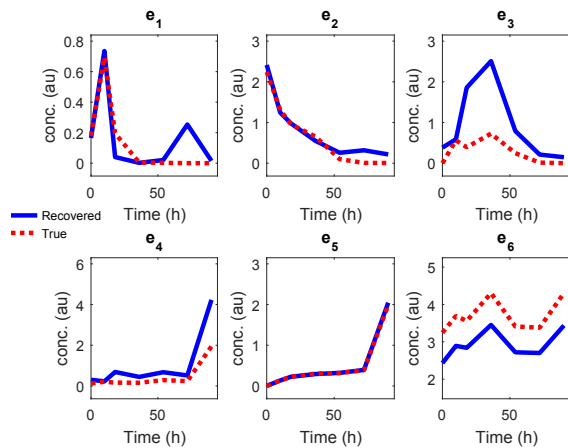 e1 e2 e3
conc. (au) 0.8 0.6 0.4 0.2 0
0 50
Time (h)
conc. (au) 3 2 1 0
0 50
Time (h)
conc. (au) 3 2 1 0
0 50
Time (h)
Recovered
True
e4 e5 e6
conc. (au) 6 4 2 0
0 50
Time (h)
conc. (au) 3 2 1 0
0 50
Time (h)
conc. (au) 5 4 3 2
0 50
Time (h)